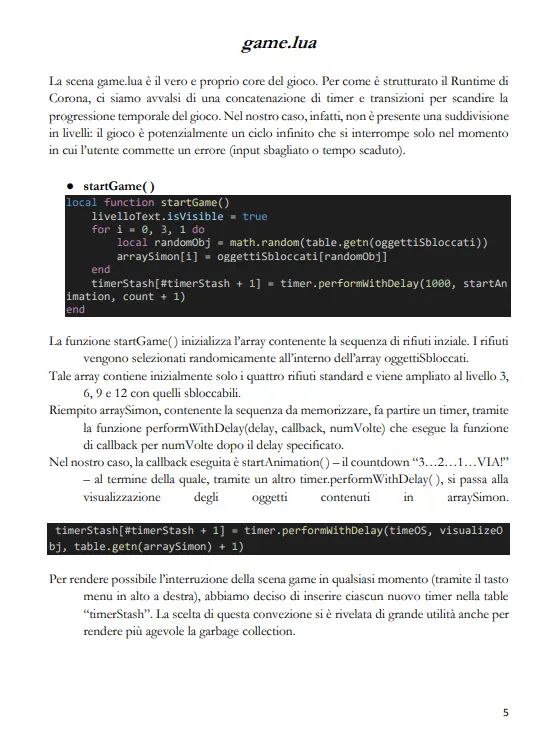 game.lua
La scena game.lua è il vero e proprio core del gioco. Per come è strutturato il Runtime di
Corona, ci siamo avvalsi di una concatenazione di timer e transizioni per scandire la
progressione temporale del gioco. Nel nostro caso, infatti, non è presente una suddivisione
in livelli: il gioco è potenzialmente un ciclo infinito che si interrompe solo nel momento
in cui l'utente commette un errore (input sbagliato o tempo scaduto).
● startGame( )
local function startGame()
livelloText.isVisible = true
for i = 0, 3, 1 do
local randomObj = math.random(table.getn(oggettiSbloccati))
arraySimon[i] = oggettiSbloccati[randomObj]
end
timerStash[#timerStash + 1] = timer.performWithDelay(1000, startAn
imation, count + 1)
end
La funzione startGame( ) inizializza l'array contenente la sequenza di rifiuti inziale. I rifiuti
vengono selezionati randomicamente all'interno dell'array oggettiSbloccati.
Tale array contiene inizialmente solo i quattro rifiuti standard e viene ampliato al livello 3,
6, 9 e 12 con quelli sbloccabili.
Riempito arraySimon, contenente la sequenza da memorizzare, fa partire un timer, tramite
la funzione performWithDelay(delay, callback, numVolte) che esegue la funzione
di callback per numVolte dopo il delay specificato.
Nel nostro caso, la callback eseguita è startAnimation( ) – il countdown “3…2…1…VIA!”
– al termine della quale, tramite un altro timer.performWithDelay( ), si passa alla
visualizzazione degli oggetti contenuti in arraySimon.
timerStash[#timerStash + 1] = timer.performWithDelay(timeOS, visualizeO
bj, table.getn(arraySimon) + 1)
Per rendere possibile l'interruzione della scena game in qualsiasi momento (tramite il tasto
menu in alto a destra), abbiamo deciso di inserire ciascun nuovo timer nella table
“timerStash”. La scelta di questa convezione si è rivelata di grande utilità anche per
rendere più agevole la garbage collection.
5